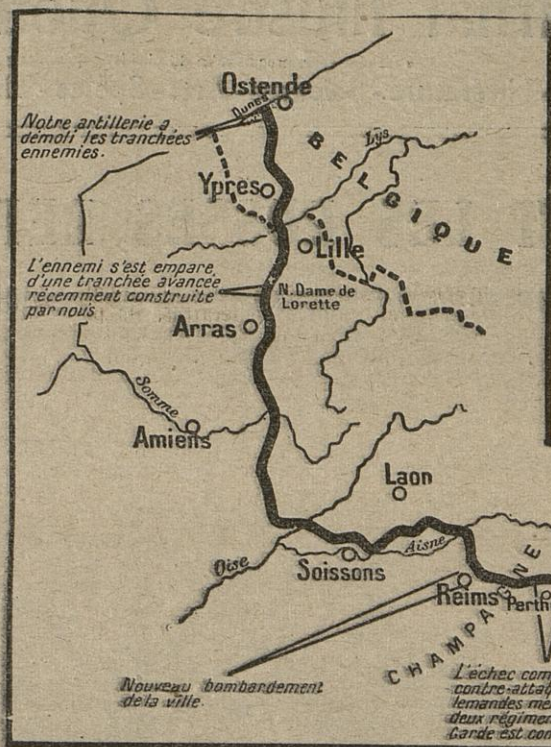 Ostende
Dunes
Notre artillerie a
démoli les tranchées
ennemies.
Lys
BELGIQUE
Ypres
Lille
L'ennemi s'est emparé
d'une tranchée avancée
récemment construite
par nous
N. Dame de
Lorette
Arras
Somme
Amiens
Laon
Oise
Aisne
Soissons
Reims
Perth
CHAMPAGNE
Nouveau bombardement
de la ville.
L'échec com
contre-attaq
lemandes me
deux régimen
Garde est con